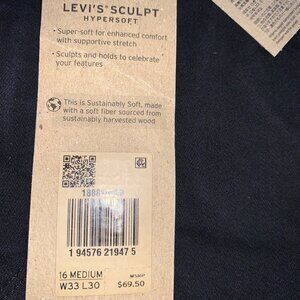 LEVI'S® SCULPT
HYPERSOFT
• Super-soft for enhanced comfort
with supportive stretch
• Sculpts and holds to celebrate
your features
This is Sustainably Soft, made
with a soft fiber sourced from
sustainably harvested wood
1 94576 21947 5
16 MEDIUM
MSRP
W33 L30
$69.50